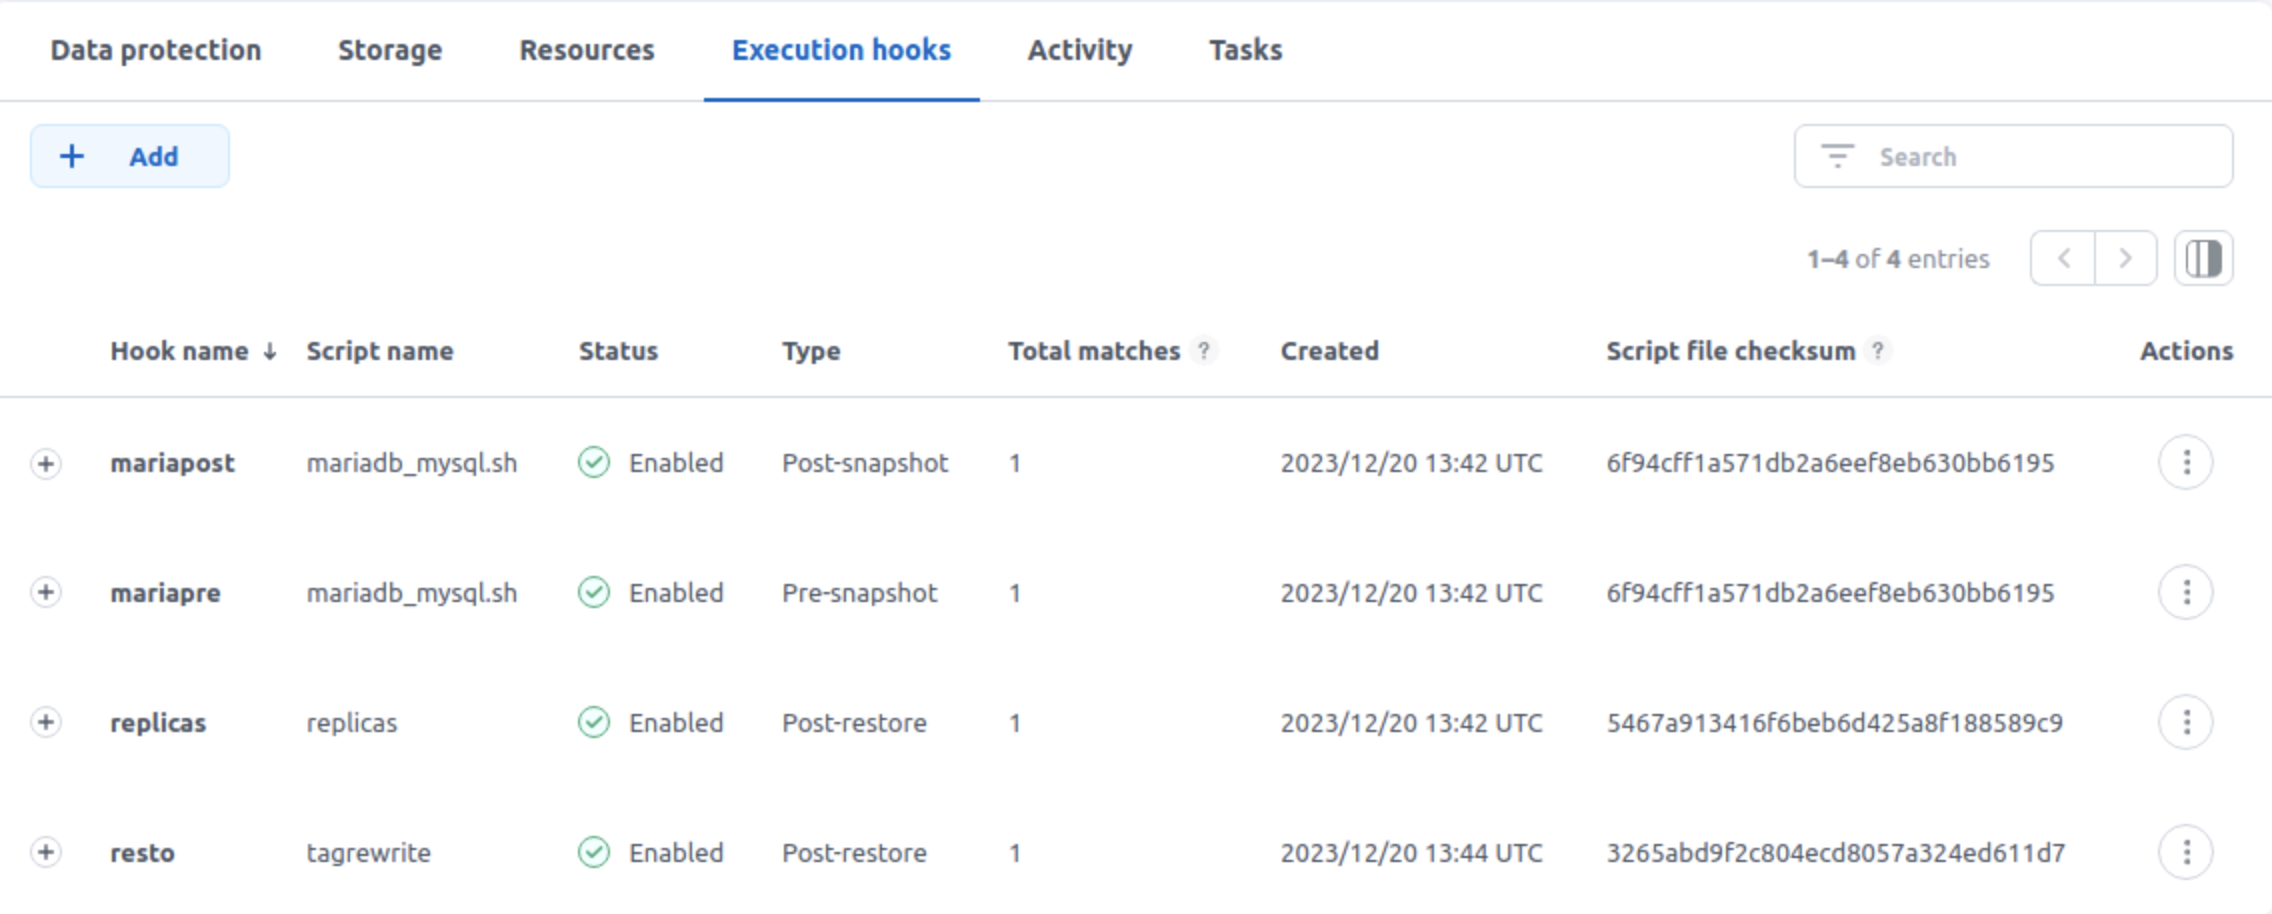 Data protection Storage Resources Execution hooks Activity Tasks
+ Add Search
1–4 of 4 entries
Hook name ↓ Script name Status Type Total matches ? Created Script file checksum ? Actions
mariapost mariadb_mysql.sh Enabled Post-snapshot 1 2023/12/20 13:42 UTC 6f94cff1a571db2a6eef8eb630bb6195
mariapre mariadb_mysql.sh Enabled Pre-snapshot 1 2023/12/20 13:42 UTC 6f94cff1a571db2a6eef8eb630bb6195
replicas replicas Enabled Post-restore 1 2023/12/20 13:42 UTC 5467a913416f6beb6d425a8f188589c9
resto tagrewrite Enabled Post-restore 1 2023/12/20 13:44 UTC 3265abd9f2c804ecd8057a324ed611d7